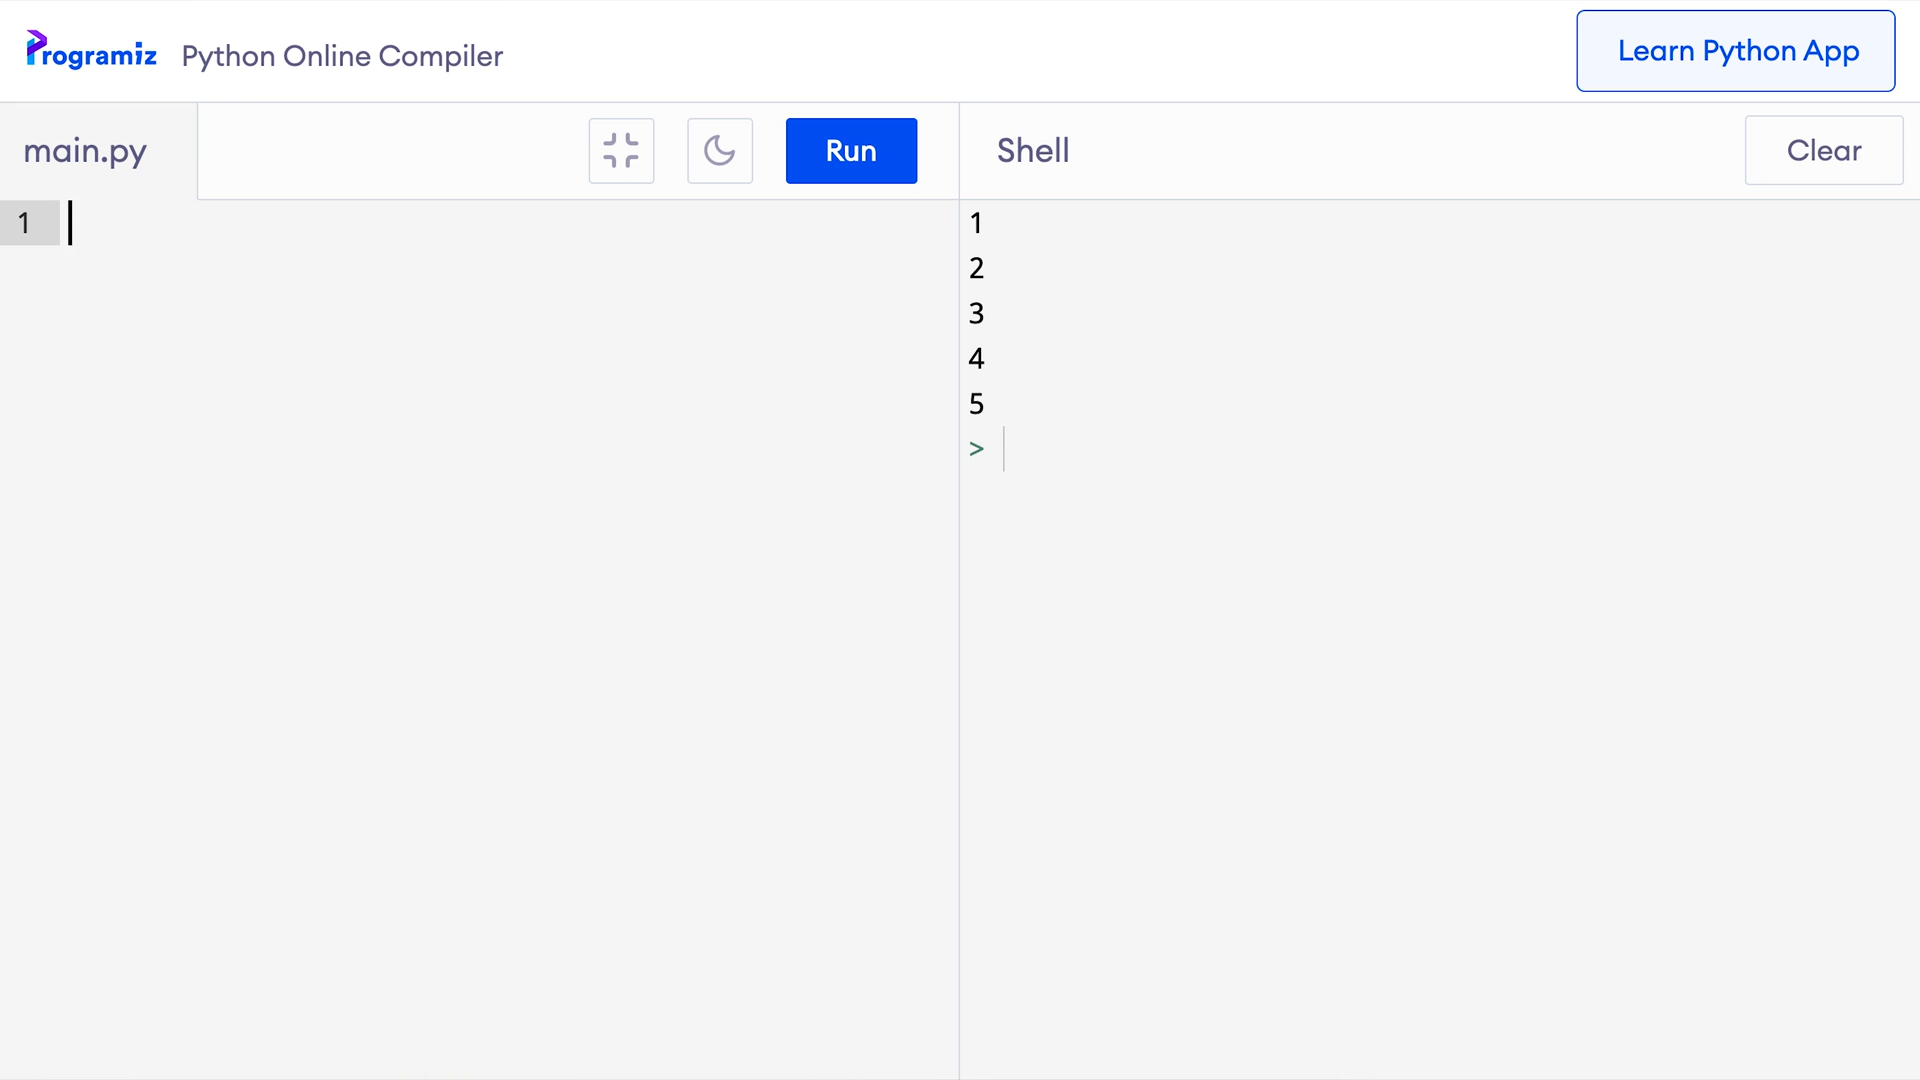 Programiz Python Online Compiler
Learn Python App
main.py
Run
Shell
Clear
1
1
2
3
4
5
>